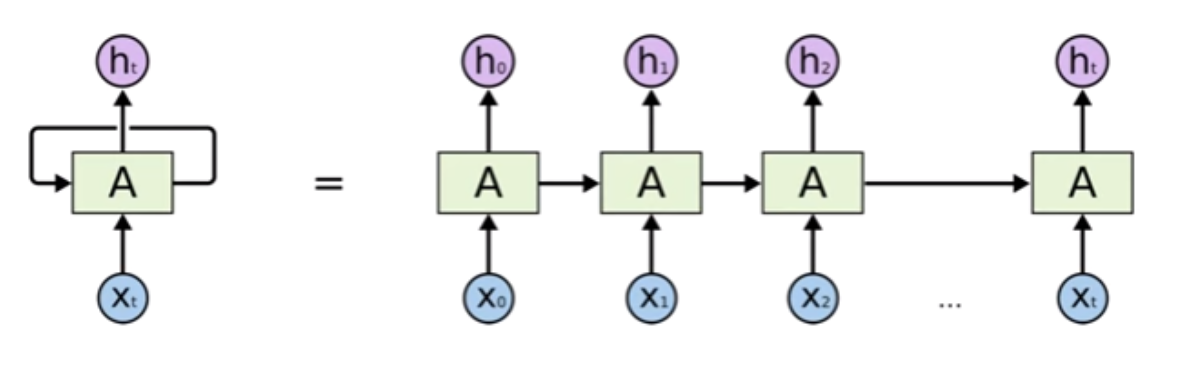 hₜ h₀ h₁ h₂ hₜ
A = A A A A
xₜ x₀ x₁ x₂ ... xₜ